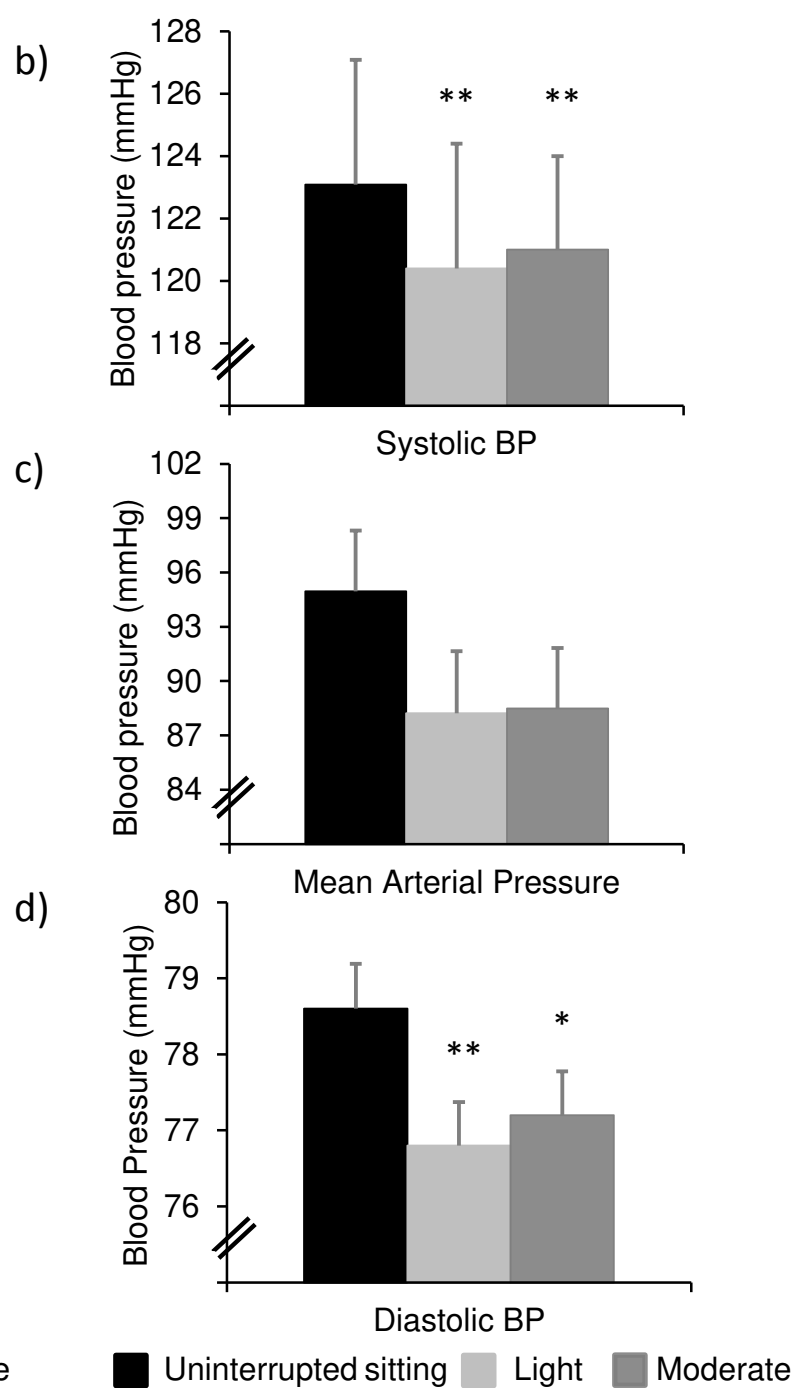 b)
Blood pressure (mmHg)
128
126
124
122
120
118
** **
Systolic BP
c)
Blood pressure (mmHg)
102
99
96
93
90
87
84
Mean Arterial Pressure
d)
Blood Pressure (mmHg)
80
79
78
77
76
** *
Diastolic BP
e Uninterrupted sitting Light Moderate